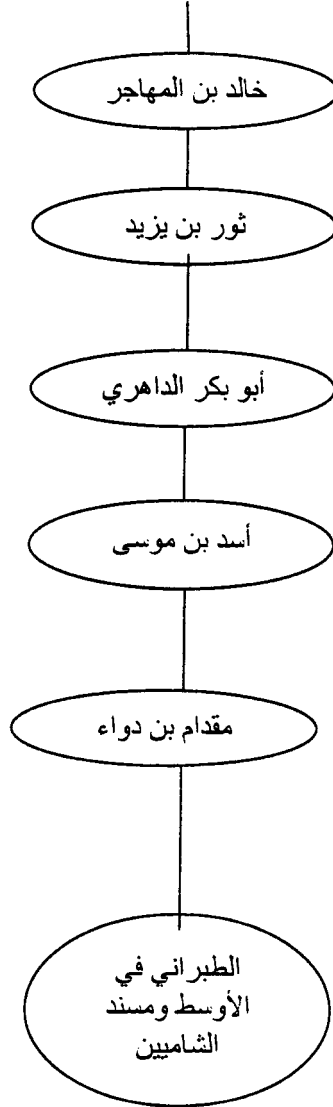 خالد بن المهاجر
ثور بن يزيد
أبو بكر الداهري
أسد بن موسى
مقدام بن دواء
الطبراني في
الأوسط ومسند
الشاميين